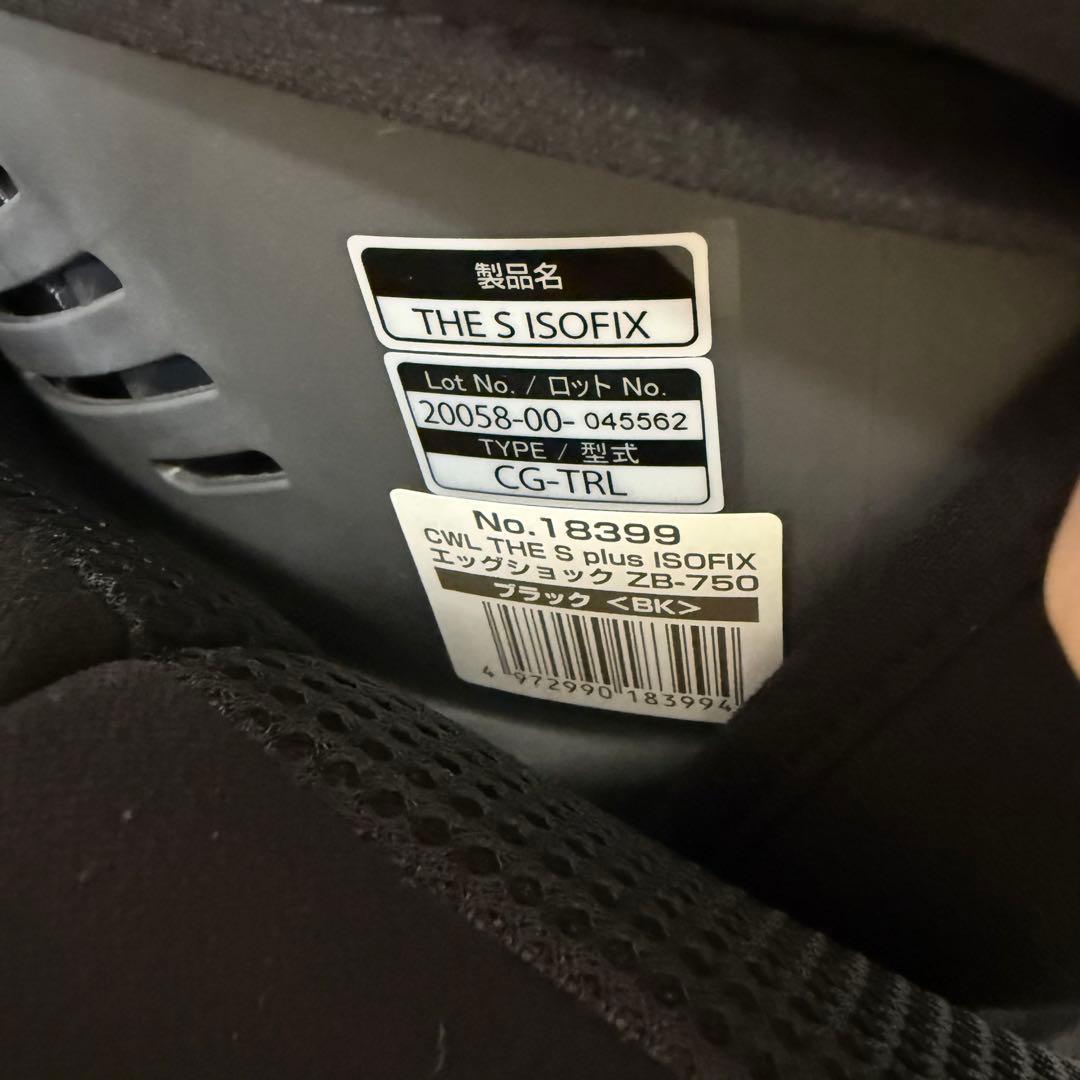 製品名
THE S ISOFIX
Lot No. / ロット No.
20058-00- 045562
TYPE / 型式
CG-TRL
No.18399
CWL THE S plus ISOFIX
エッグショック ZB-750
ブラック <BK>
4 972990 183994